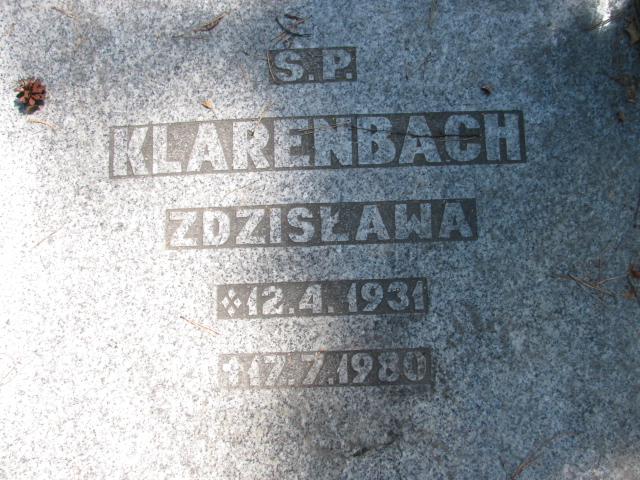 Ś.P.
KLARENBACH
ZDZISŁAWA
12.4.1931
17.7.1980